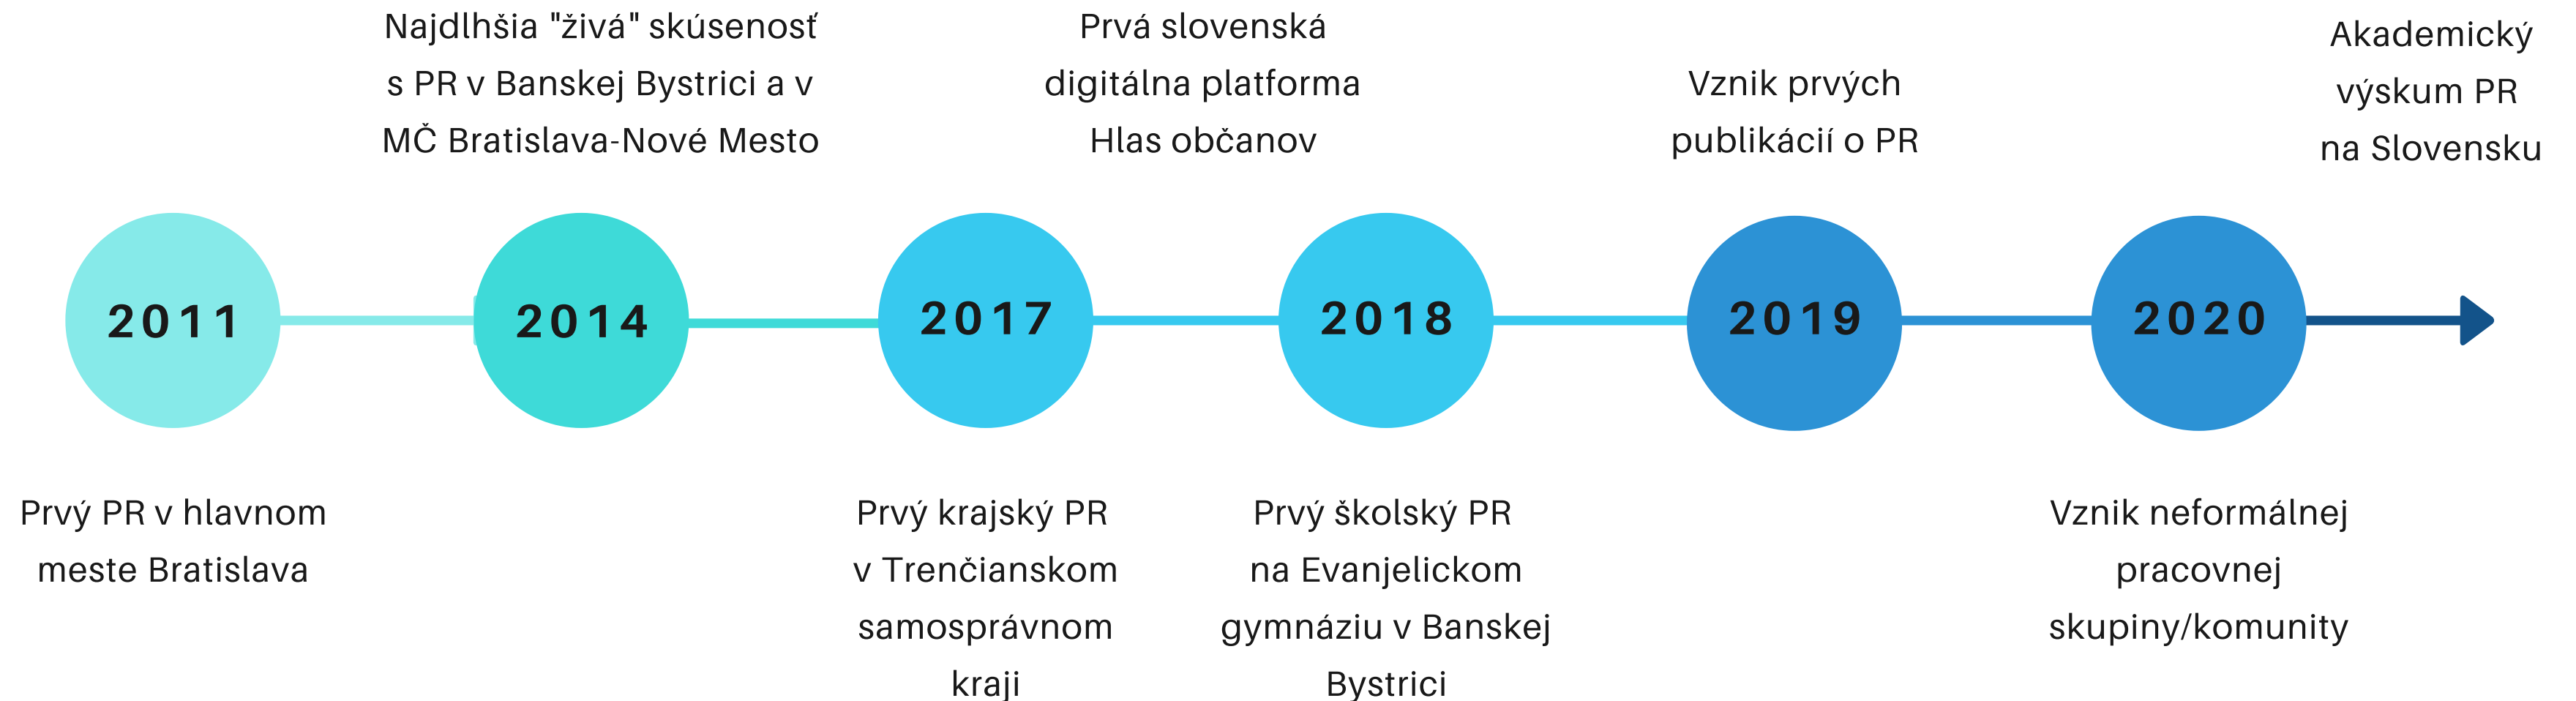 Najdlhšia "živá" skúsenosť
s PR v Banskej Bystrici a v
MČ Bratislava-Nové Mesto
Prvá slovenská
digitálna platforma
Hlas občanov
Vznik prvých
publikácií o PR
Akademický
výskum PR
na Slovensku
2011
2014
2017
2018
2019
2020
Prvý PR v hlavnom
meste Bratislava
Prvý krajský PR
v Trenčianskom
samosprávnom
kraji
Prvý školský PR
na Evanjelickom
gymnáziu v Banskej
Bystrici
Vznik neformálnej
pracovnej
skupiny/komunity